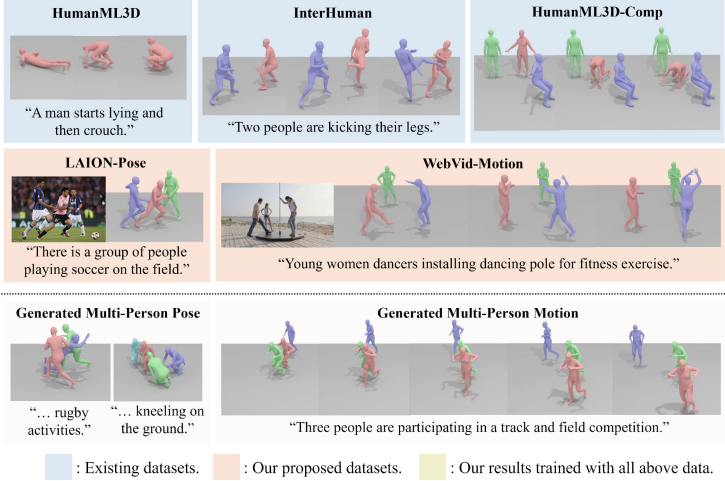 HumanML3D
InterHuman
HumanML3D-Comp
“A man starts lying and
then crouch.”
“Two people are kicking their legs.”
LAION-Pose
WebVid-Motion
“There is a group of people
playing soccer on the field.”
“Young women dancers installing dancing pole for fitness exercise.”
Generated Multi-Person Pose
Generated Multi-Person Motion
“… rugby
activities.”
“… kneeling on
the ground.”
“Three people are participating in a track and field competition.”
: Existing datasets.
: Our proposed datasets.
: Our results trained with all above data.